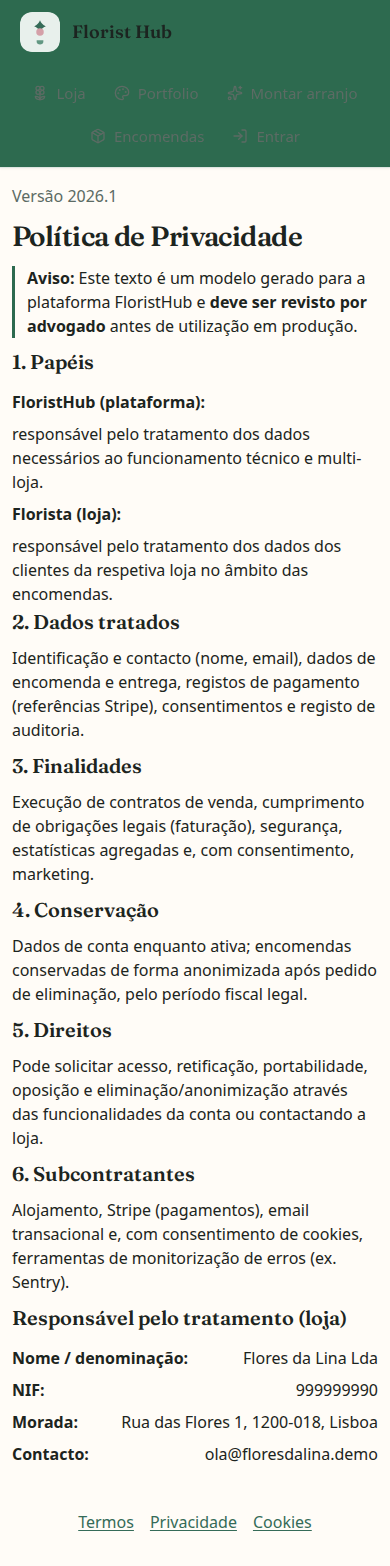 Florist Hub
Loja Portfolio Montar arranjo
Encomendas Entrar
Versão 2026.1
Política de Privacidade
Aviso: Este texto é um modelo gerado para a
plataforma FloristHub e deve ser revisto por
advogado antes de utilização em produção.
1. Papéis
FloristHub (plataforma):
responsável pelo tratamento dos dados
necessários ao funcionamento técnico e multi-
loja.
Florista (loja):
responsável pelo tratamento dos dados dos
clientes da respetiva loja no âmbito das
encomendas.
2. Dados tratados
Identificação e contacto (nome, email), dados de
encomenda e entrega, registos de pagamento
(referências Stripe), consentimentos e registo de
auditoria.
3. Finalidades
Execução de contratos de venda, cumprimento
de obrigações legais (faturação), segurança,
estatísticas agregadas e, com consentimento,
marketing.
4. Conservação
Dados de conta enquanto ativa; encomendas
conservadas de forma anonimizada após pedido
de eliminação, pelo período fiscal legal.
5. Direitos
Pode solicitar acesso, retificação, portabilidade,
oposição e eliminação/anonimização através
das funcionalidades da conta ou contactando a
loja.
6. Subcontratantes
Alojamento, Stripe (pagamentos), email
transacional e, com consentimento de cookies,
ferramentas de monitorização de erros (ex.
Sentry).
Responsável pelo tratamento (loja)
Nome / denominação: Flores da Lina Lda
NIF: 999999990
Morada: Rua das Flores 1, 1200-018, Lisboa
Contacto: ola@floresdalina.demo
Termos Privacidade Cookies